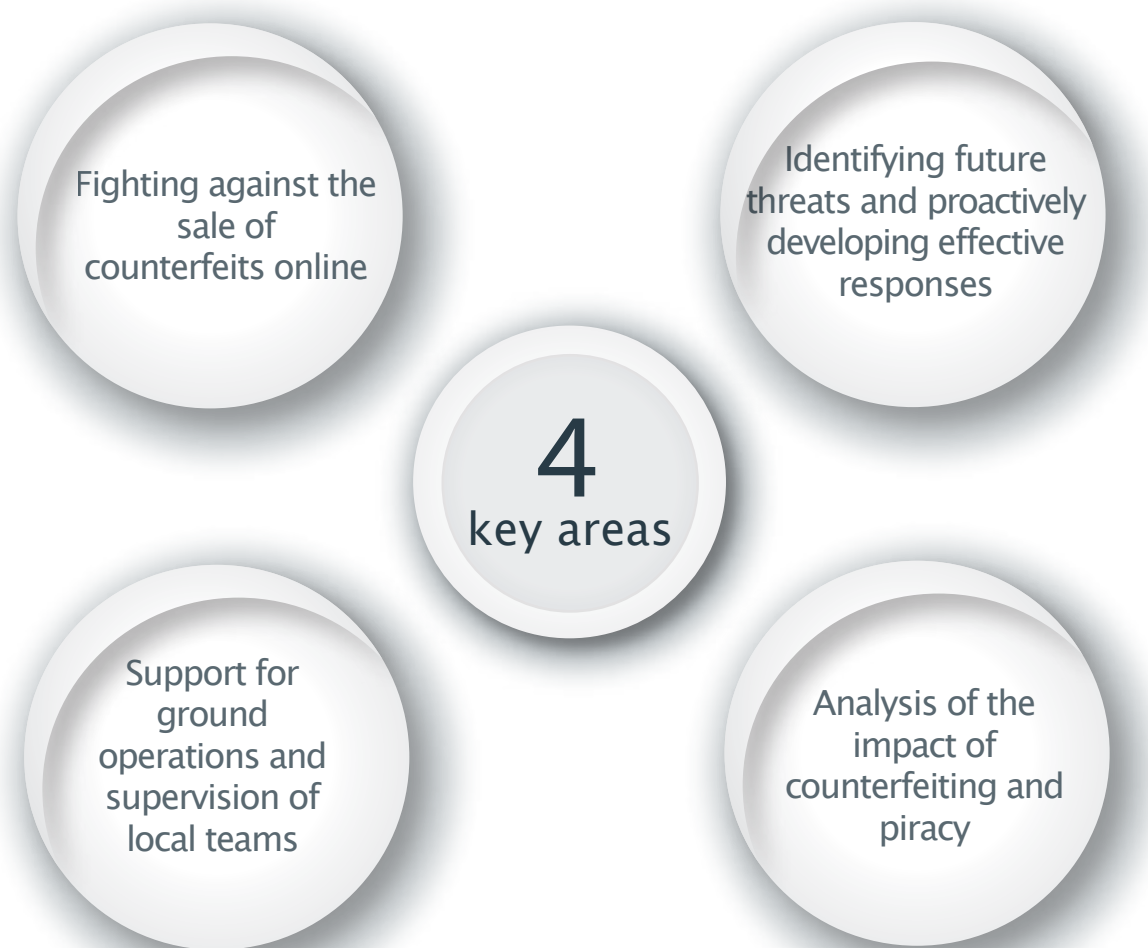 Fighting against the
sale of
counterfeits online
Identifying future
threats and proactively
developing effective
responses
4
key areas
Support for
ground
operations and
supervision of
local teams
Analysis of the
impact of
counterfeiting and
piracy